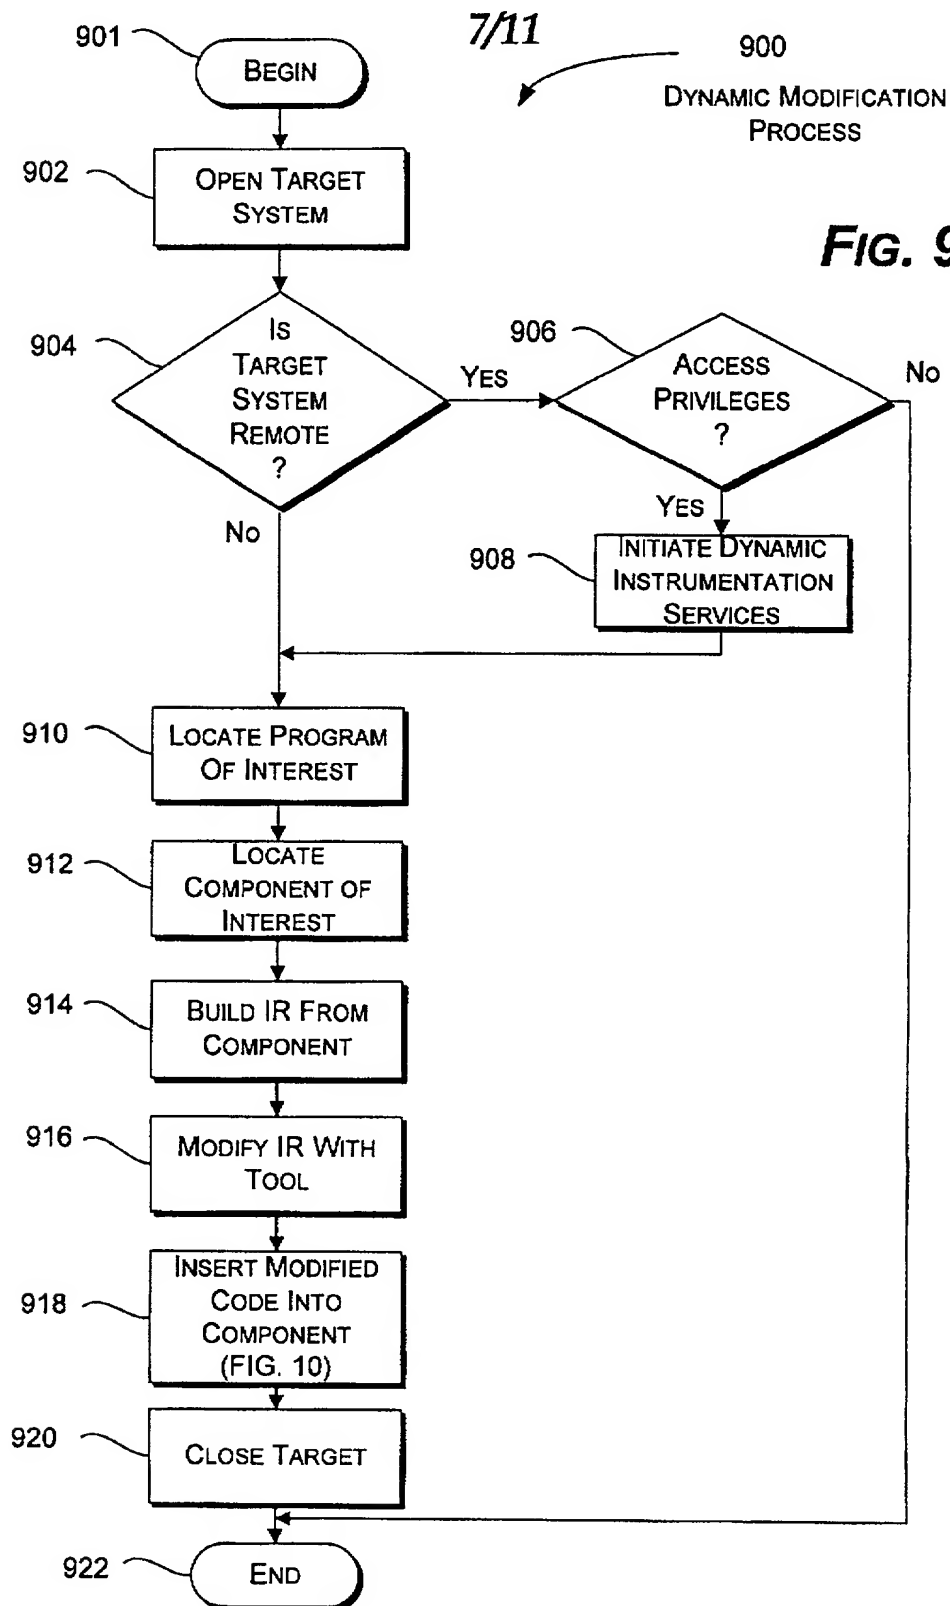 7/11
900
DYNAMIC MODIFICATION
PROCESS
FIG. 9
901
BEGIN
902
OPEN TARGET
SYSTEM
904
IS
TARGET
SYSTEM
REMOTE
?
YES
NO
906
ACCESS
PRIVILEGES
?
NO
YES
908
INITIATE DYNAMIC
INSTRUMENTATION
SERVICES
910
LOCATE PROGRAM
OF INTEREST
912
LOCATE
COMPONENT OF
INTEREST
914
BUILD IR FROM
COMPONENT
916
MODIFY IR WITH
TOOL
918
INSERT MODIFIED
CODE INTO
COMPONENT
(FIG. 10)
920
CLOSE TARGET
922
END